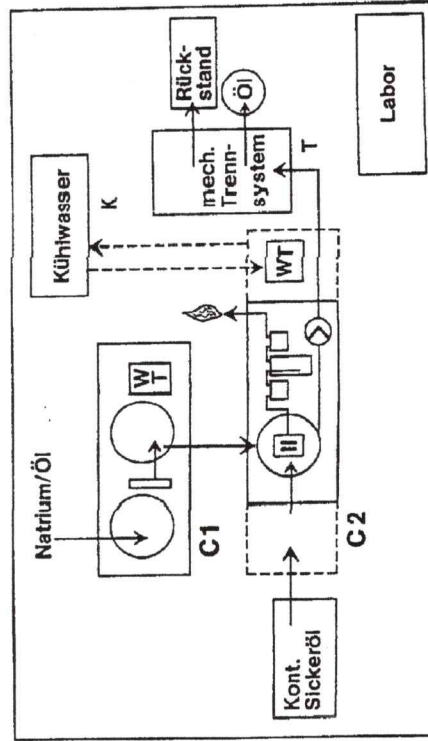 Natrium/Öl
W
T
C1
Kühlwasser
K
Rück-
stand
Öl
mech.
Trenn-
system
T
WT
Kont.
Sickeröl
C2
Labor